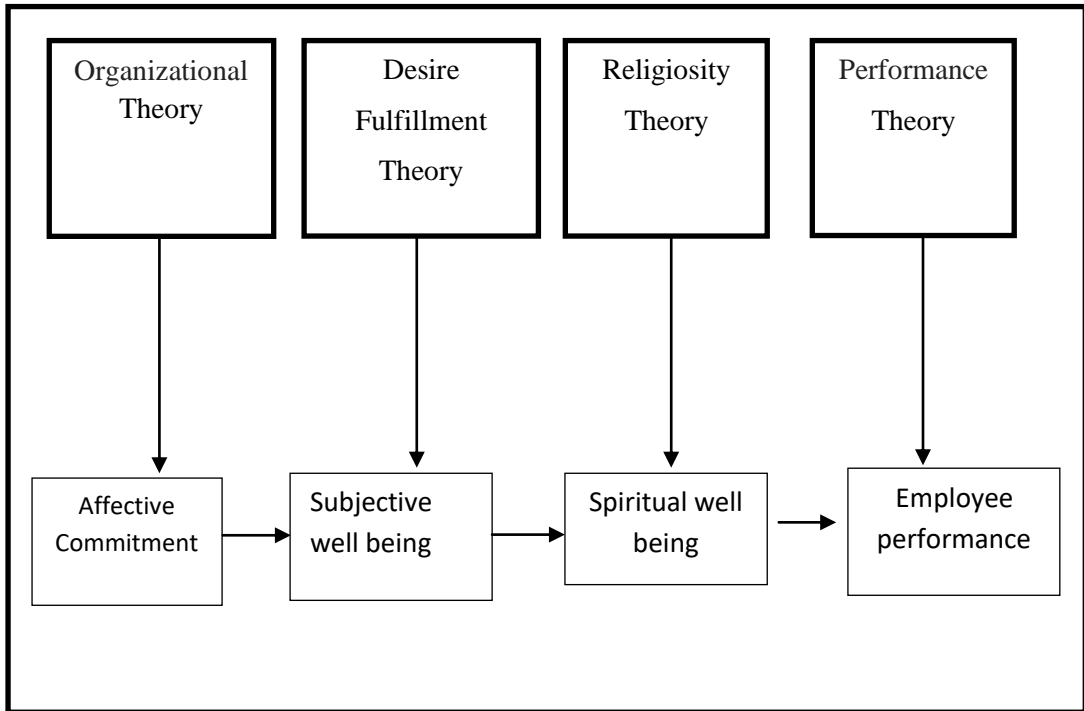 Organizational
Theory
Desire
Fulfillment
Theory
Religiosity
Theory
Performance
Theory
Affective
Commitment
Subjective
well being
Spiritual well
being
Employee
performance